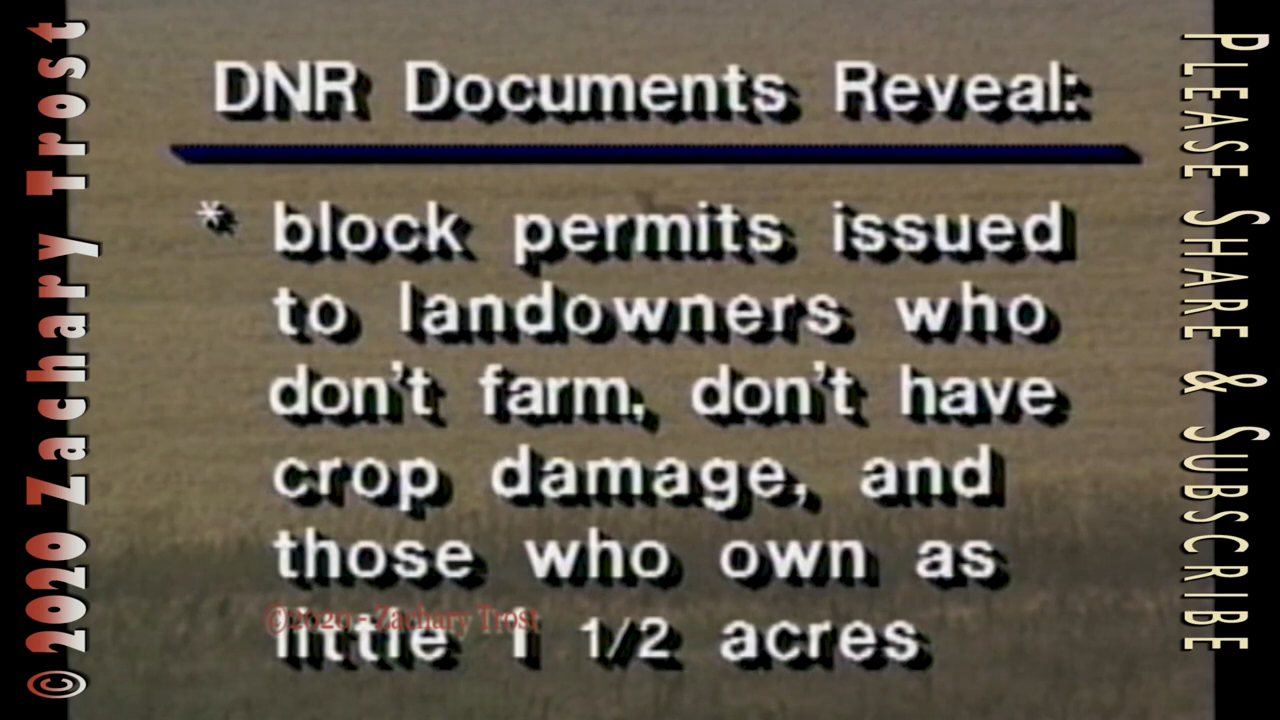 DNR Documents Reveal:
* block permits issued
to landowners who
don't farm, don't have
crop damage, and
those who own as
little 1 1/2 acres
©2020 - Zachary Trost
©2020 Zachary Trost
PLEASE SHARE & SUBSCRIBE